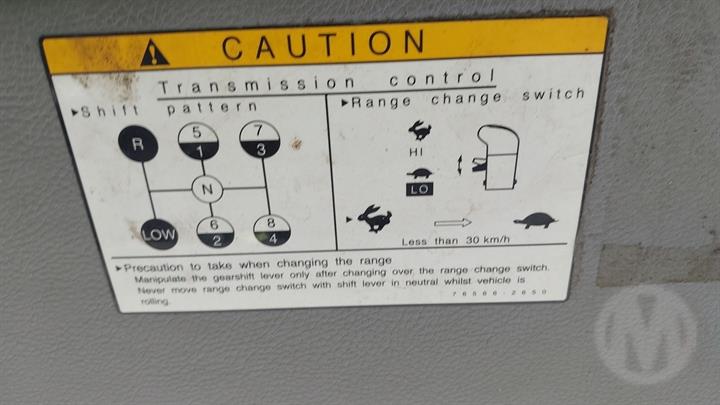 CAUTION
Transmission control
▸Shift pattern
R
5
1
7
3
N
LOW
6
2
8
4
▸Range change switch
HI
LO
Less than 30 km/h
▸Precaution to take when changing the range
Manipulate the gearshift lever only after changing over the range change switch.
Never move range change switch with shift lever in neutral whilst vehicle is
rolling.
76566-2650
M